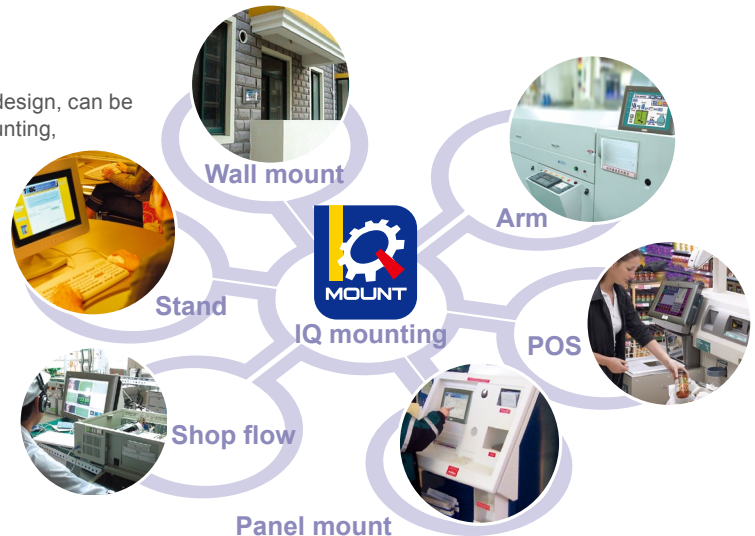 design, can be
unting,
Wall mount
Arm
Stand
MOUNT
IQ mounting
POS
Shop flow
Panel mount